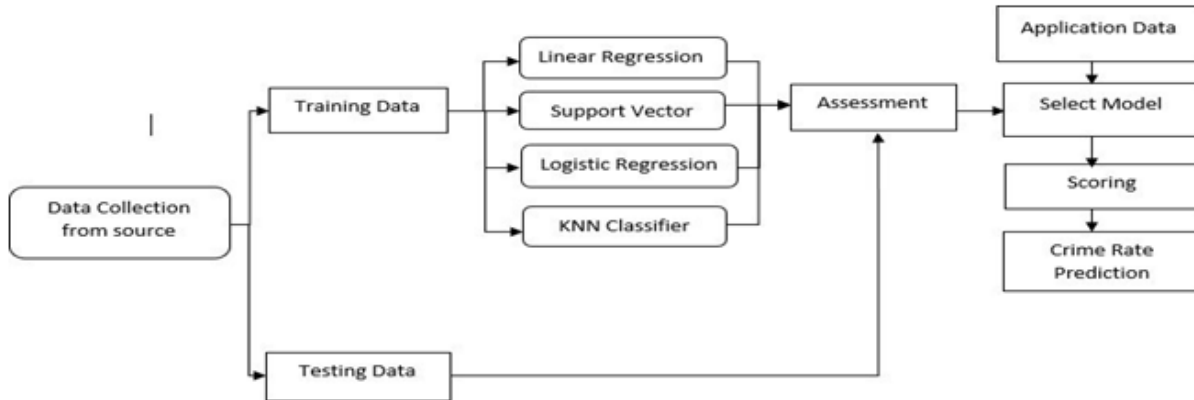 Data Collection
from source
Training Data
Testing Data
Linear Regression
Support Vector
Logistic Regression
KNN Classifier
Assessment
Application Data
Select Model
Scoring
Crime Rate
Prediction